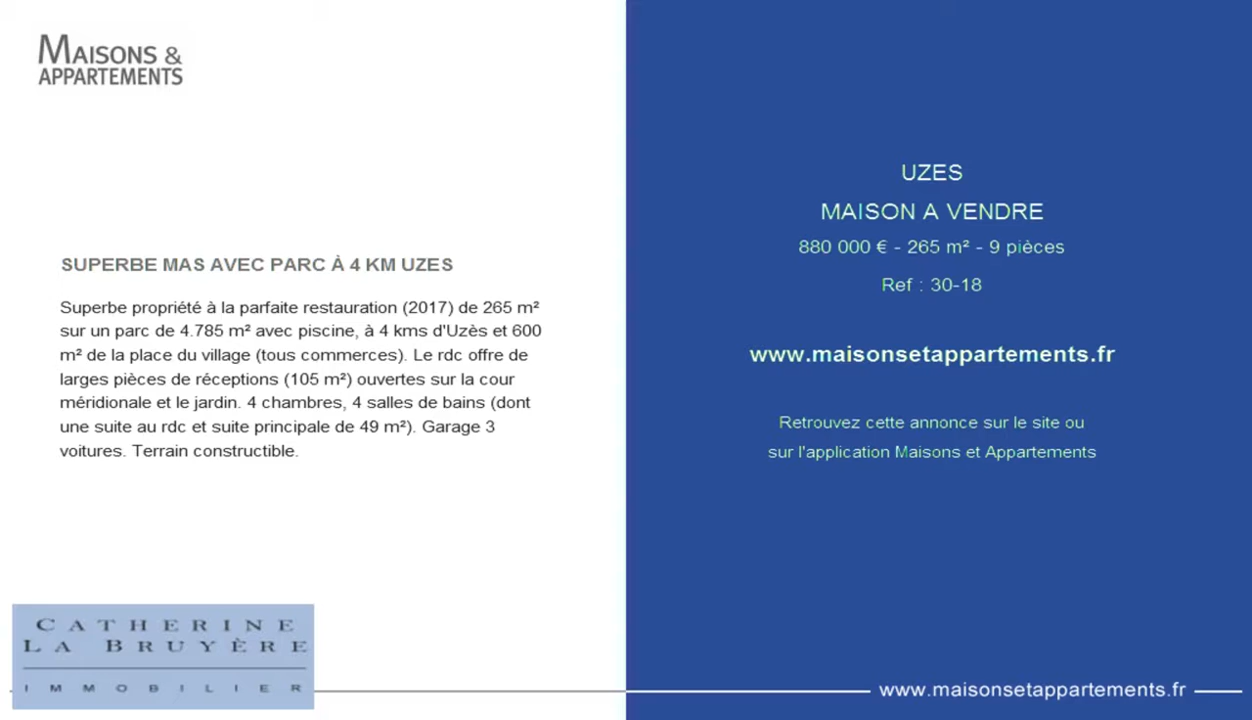 MAISONS &
APPARTEMENTS
SUPERBE MAS AVEC PARC À 4 KM UZES
Superbe propriété à la parfaite restauration (2017) de 265 m²
sur un parc de 4.785 m² avec piscine, à 4 kms d'Uzès et 600
m² de la place du village (tous commerces). Le rdc offre de
larges pièces de réceptions (105 m²) ouvertes sur la cour
méridionale et le jardin. 4 chambres, 4 salles de bains (dont
une suite au rdc et suite principale de 49 m²). Garage 3
voitures. Terrain constructible.
CATHERINE
LA BRUYÈRE
IMMOBILIER
UZES
MAISON A VENDRE
880 000 € - 265 m² - 9 pièces
Ref : 30-18
www.maisonsetappartements.fr
Retrouvez cette annonce sur le site ou
sur l'application Maisons et Appartements
www.maisonsetappartements.fr